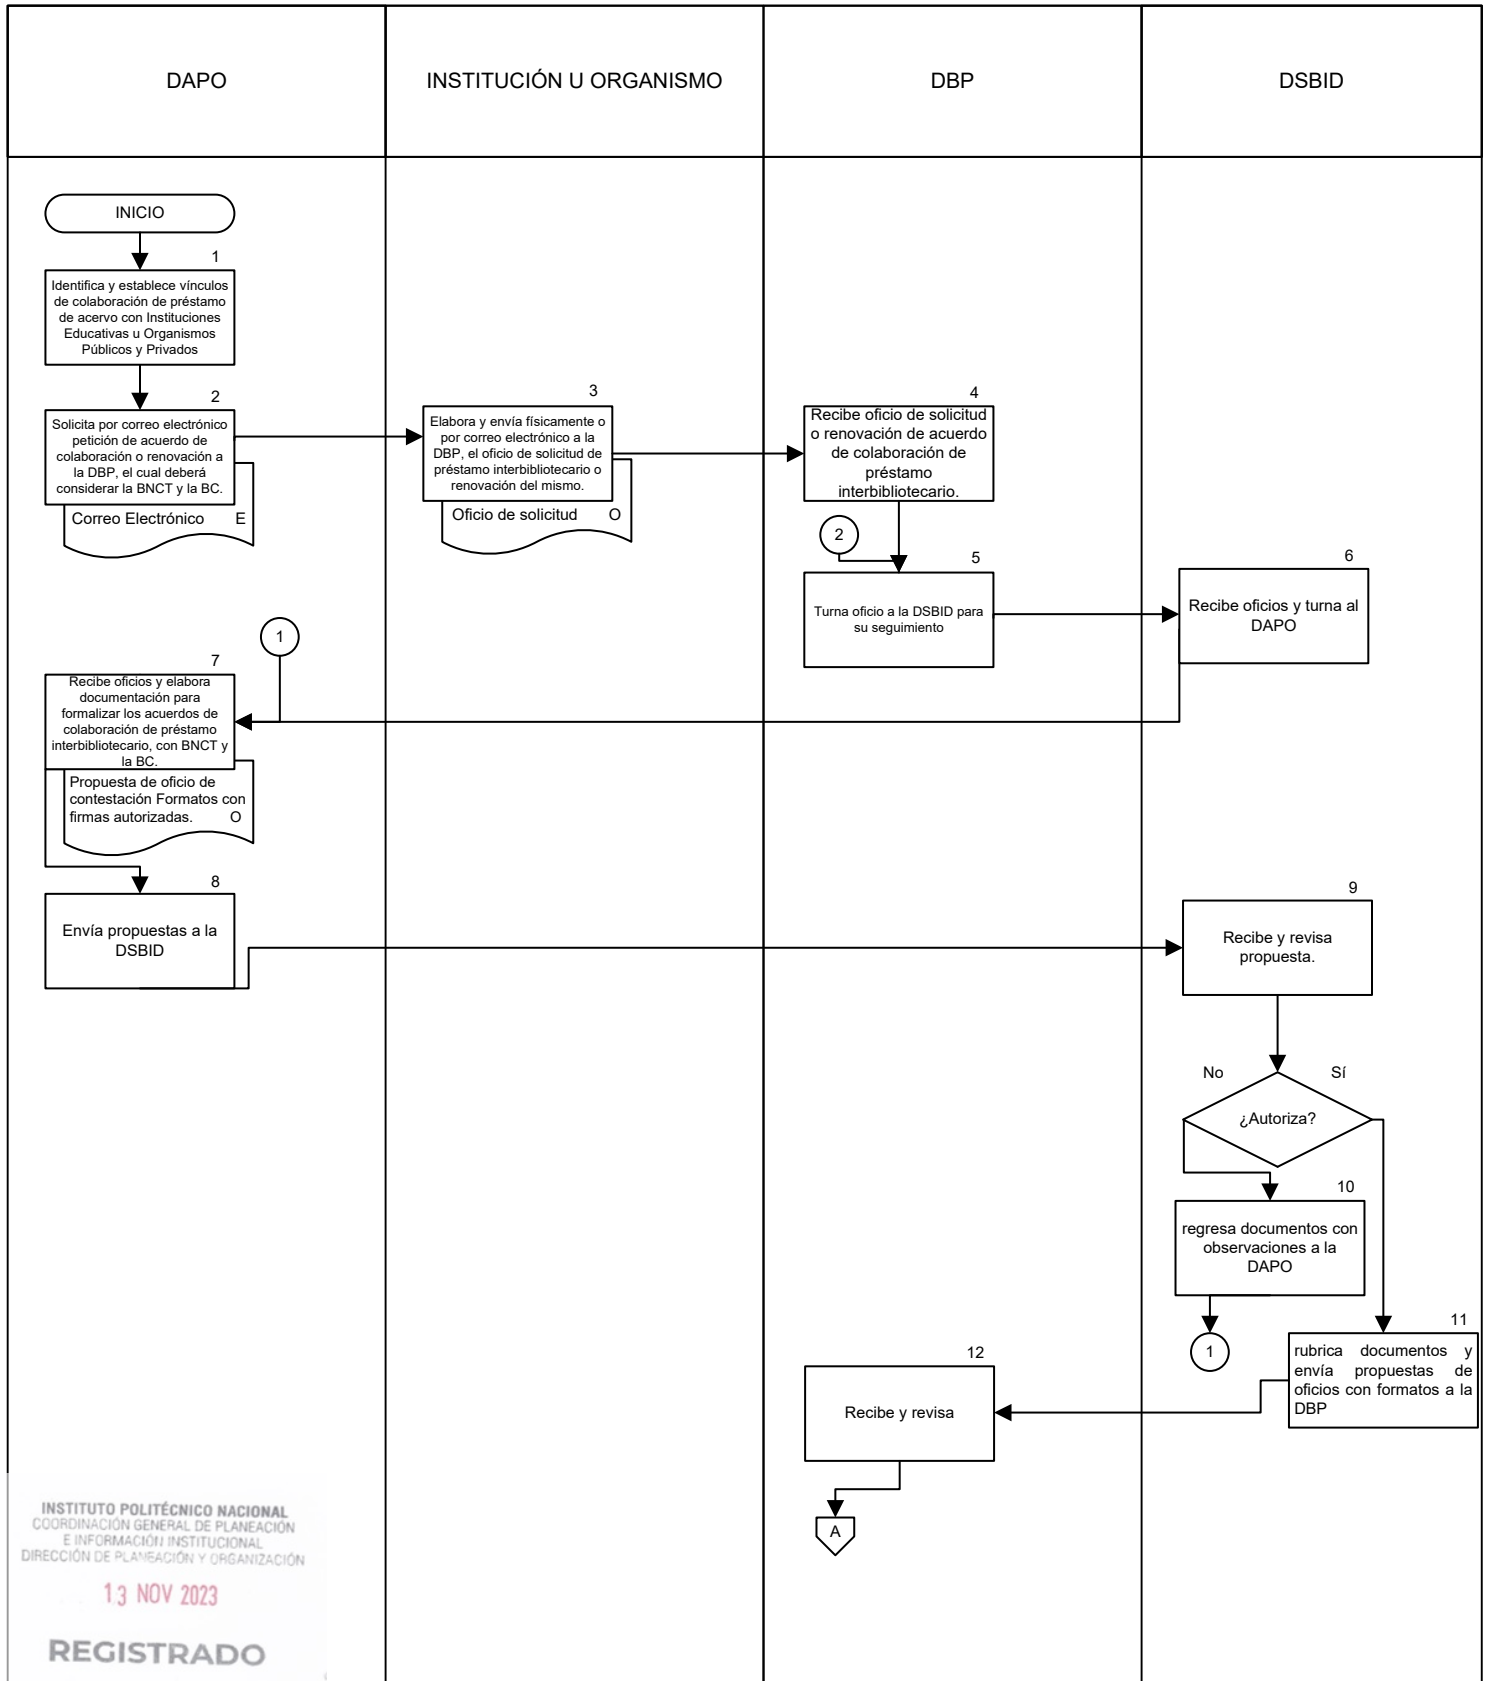 DAPO
INSTITUCIÓN U ORGANISMO
DBP
DSBID
INICIO
1
Identifica y establece vínculos
de colaboración de préstamo
de acervo con Instituciones
Educativas u Organismos
Públicos y Privados
2
Solicita por correo electrónico
petición de acuerdo de
colaboración o renovación a
la DBP, el cual deberá
considerar la BNCT y la BC.
Correo Electrónico E
3
Elabora y envía físicamente o
por correo electrónico a la
DBP, el oficio de solicitud de
préstamo interbibliotecario o
renovación del mismo.
Oficio de solicitud O
4
Recibe oficio de solicitud
o renovación de acuerdo
de colaboración de
préstamo
interbibliotecario.
2
5
Turna oficio a la DSBID para
su seguimiento
6
Recibe oficios y turna al
DAPO
1
7
Recibe oficios y elabora
documentación para
formalizar los acuerdos de
colaboración de préstamo
interbibliotecario, con BNCT y
la BC.
Propuesta de oficio de
contestación Formatos con
firmas autorizadas. O
8
Envía propuestas a la
DSBID
9
Recibe y revisa
propuesta.
No
Sí
¿Autoriza?
10
regresa documentos con
observaciones a la
DAPO
1
11
rubrica documentos y
envía propuestas de
oficios con formatos a la
DBP
12
Recibe y revisa
A
INSTITUTO POLITÉCNICO NACIONAL
COORDINACIÓN GENERAL DE PLANEACIÓN
E INFORMACIÓN INSTITUCIONAL
DIRECCIÓN DE PLANEACIÓN Y ORGANIZACIÓN
13 NOV 2023
REGISTRADO